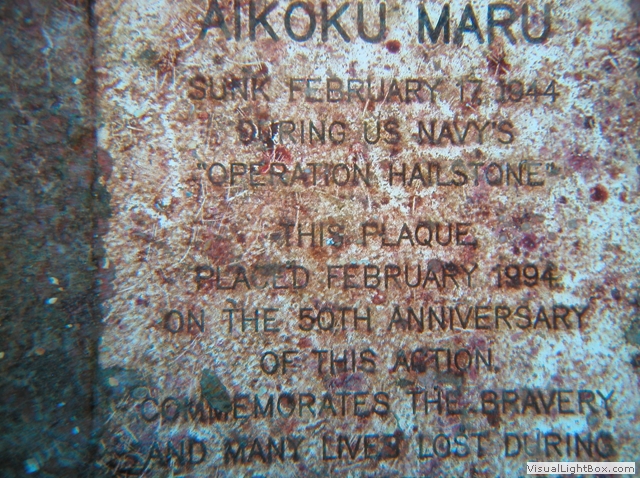 AIKOKU MARU
SUNK FEBRUARY 17, 1944
DURING US NAVY'S
"OPERATION HAILSTONE"
THIS PLAQUE,
PLACED FEBRUARY 1994
ON THE 50TH ANNIVERSARY
OF THIS ACTION.
COMMEMORATES THE BRAVERY
AND MANY LIVES LOST DURING
VisualLightBox.com